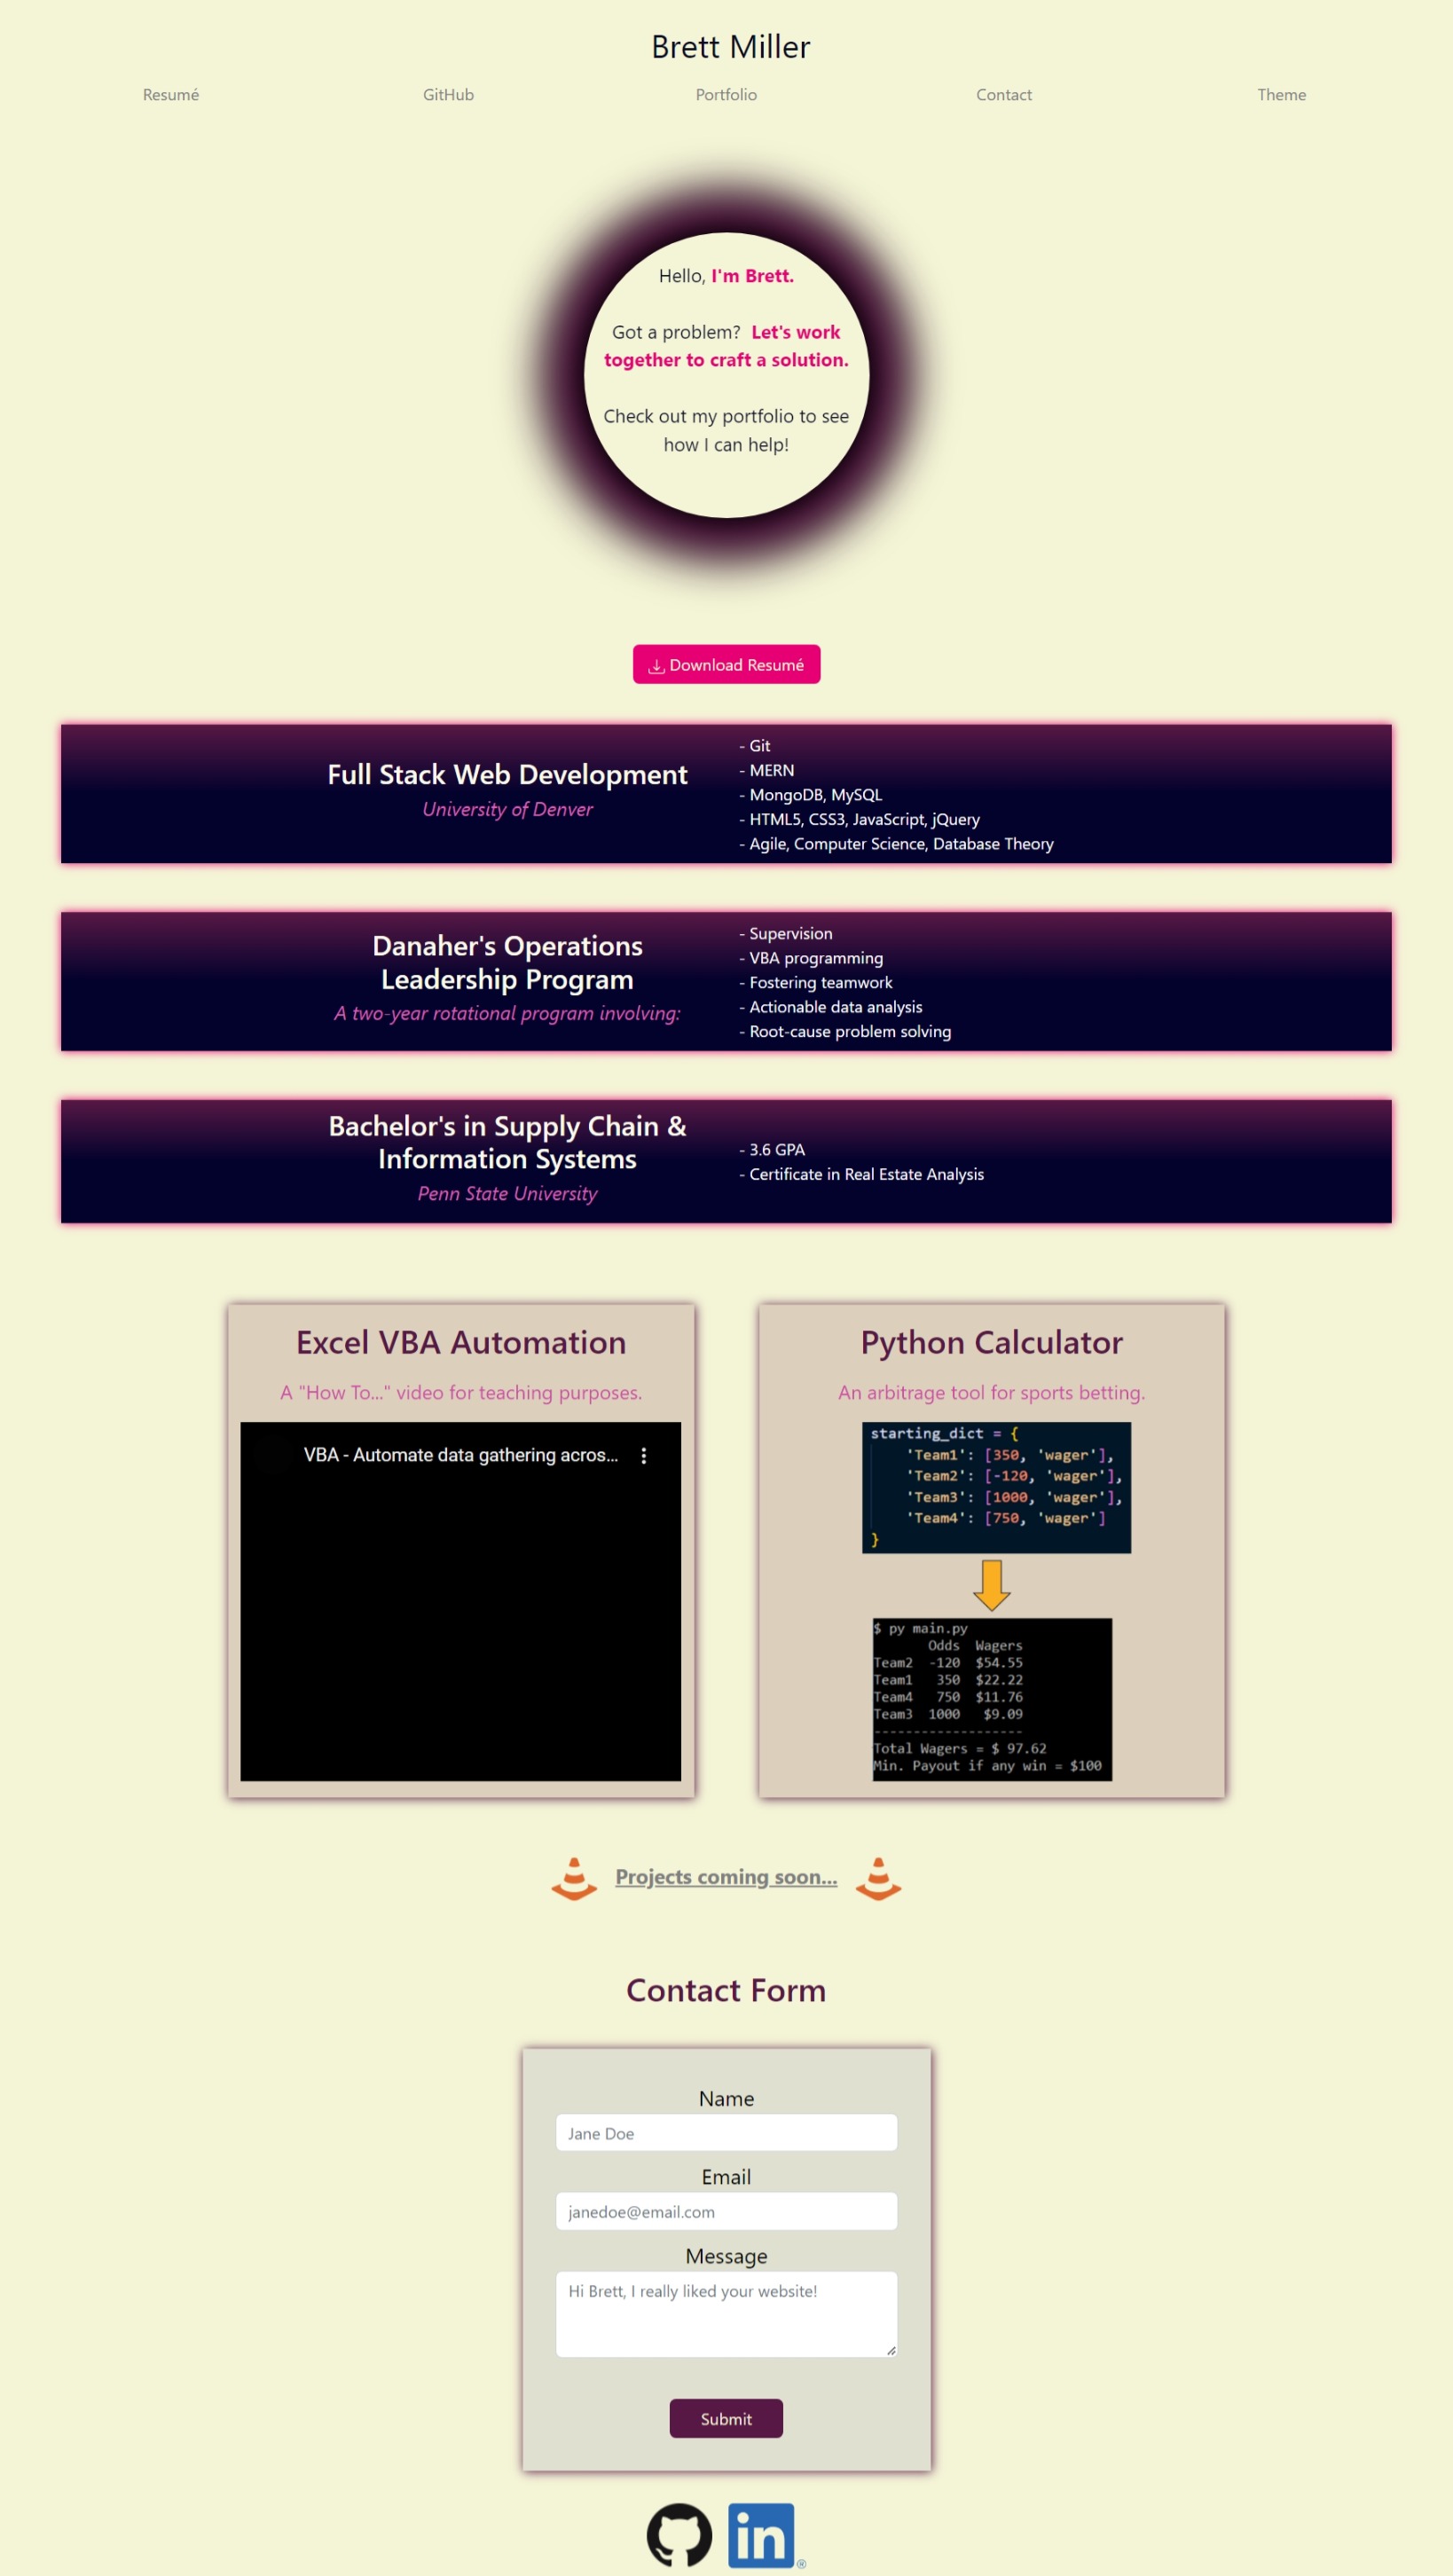 Brett Miller
Resumé GitHub Portfolio Contact Theme
Hello, I'm Brett.
Got a problem? Let's work
together to craft a solution.
Check out my portfolio to see
how I can help!
Download Resumé
Full Stack Web Development
University of Denver
- Git
- MERN
- MongoDB, MySQL
- HTML5, CSS3, JavaScript, jQuery
- Agile, Computer Science, Database Theory
Danaher's Operations
Leadership Program
A two-year rotational program involving:
- Supervision
- VBA programming
- Fostering teamwork
- Actionable data analysis
- Root-cause problem solving
Bachelor's in Supply Chain &
Information Systems
Penn State University
- 3.6 GPA
- Certificate in Real Estate Analysis
Excel VBA Automation
A "How To..." video for teaching purposes.
VBA - Automate data gathering acros...
Python Calculator
An arbitrage tool for sports betting.
starting_dict = {
'Team1': [350, 'wager'],
'Team2': [-120, 'wager'],
'Team3': [1000, 'wager'],
'Team4': [750, 'wager']
}
$ py main.py
Odds Wagers
Team2 -120 $54.55
Team1 350 $22.22
Team4 750 $11.76
Team3 1000 $9.09
-------------------
Total Wagers = $ 97.62
Min. Payout if any win = $100
Projects coming soon...
Contact Form
Name
Jane Doe
Email
janedoe@email.com
Message
Hi Brett, I really liked your website!
Submit
in ®